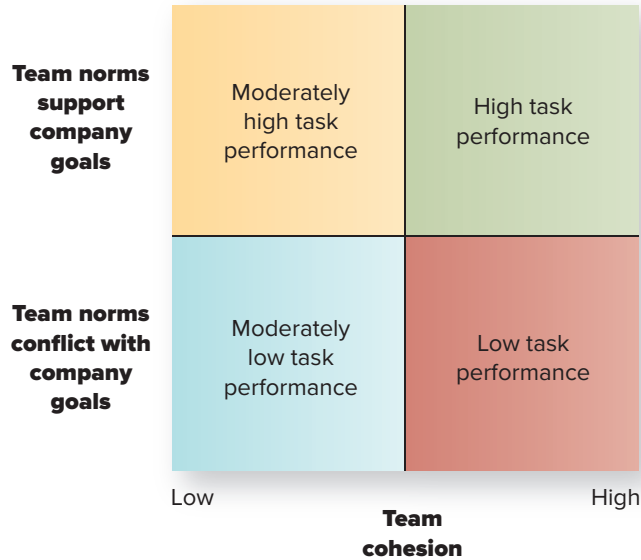 Team norms
support
company
goals
Moderately
high task
performance
High task
performance
Team norms
conflict with
company
goals
Moderately
low task
performance
Low task
performance
Low
High
Team
cohesion